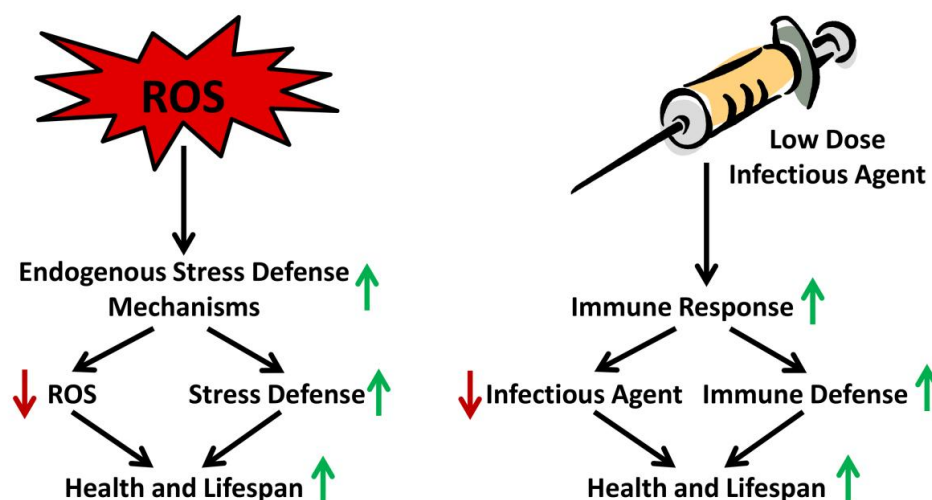 ROS
Endogenous Stress Defense
Mechanisms
ROS
Stress Defense
Health and Lifespan
Low Dose
Infectious Agent
Immune Response
Infectious Agent
Immune Defense
Health and Lifespan